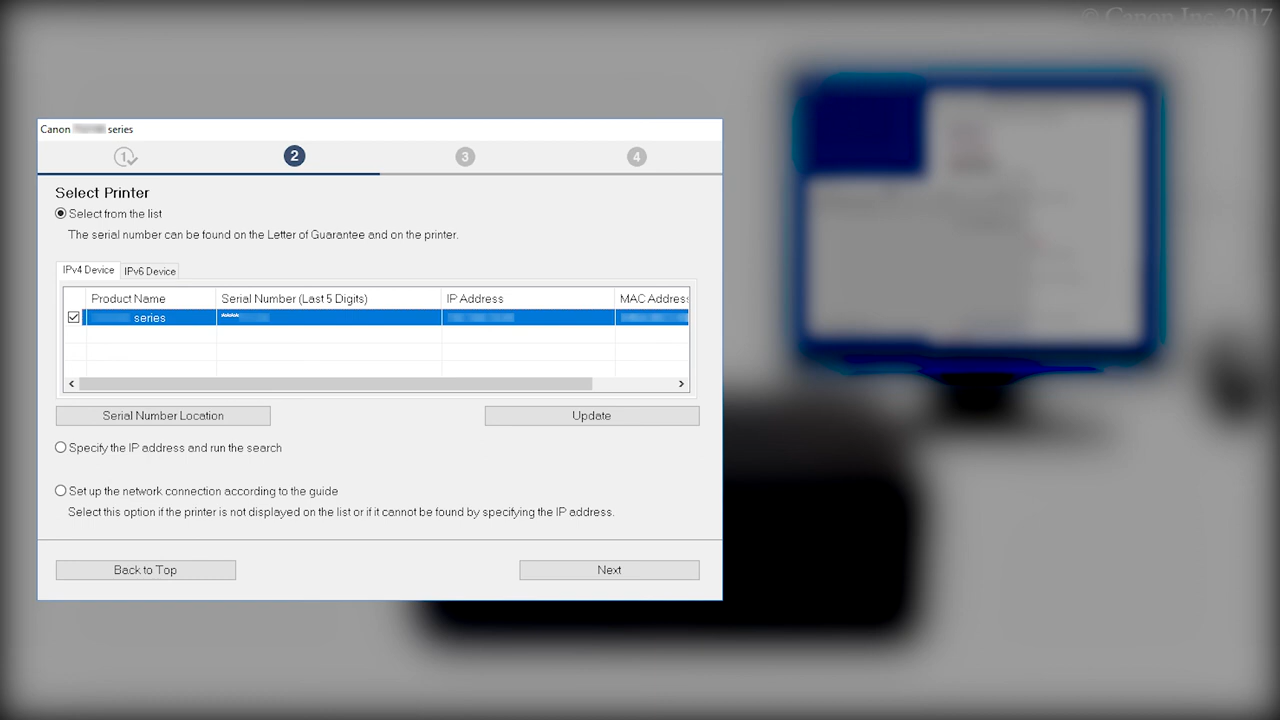 © Canon Inc. 2017
Canon series
1 2 3 4
Select Printer
Select from the list
The serial number can be found on the Letter of Guarantee and on the printer.
IPv4 Device IPv6 Device
Product Name Serial Number (Last 5 Digits) IP Address MAC Address
series ****
Serial Number Location Update
Specify the IP address and run the search
Set up the network connection according to the guide
Select this option if the printer is not displayed on the list or if it cannot be found by specifying the IP address.
Back to Top Next